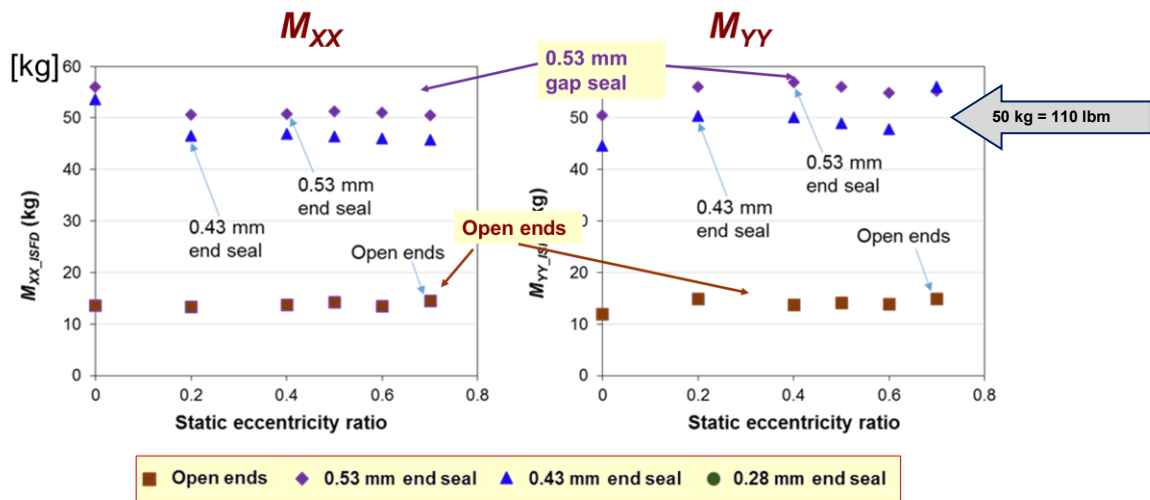 M_XX
M_YY
[kg]
0.53 mm
gap seal
50 kg = 110 lbm
60
50
40
30
20
10
0
M_XX_ISFD (kg)
0.53 mm
end seal
0.43 mm
end seal
Open ends
0
0.2
0.4
0.6
0.8
Static eccentricity ratio
Open ends
60
50
40
30
20
10
0
kg)
0.53 mm
end seal
0.43 mm
end seal
Open ends
0
0.2
0.4
0.6
0.8
Static eccentricity ratio
Open ends
0.53 mm end seal
0.43 mm end seal
0.28 mm end seal